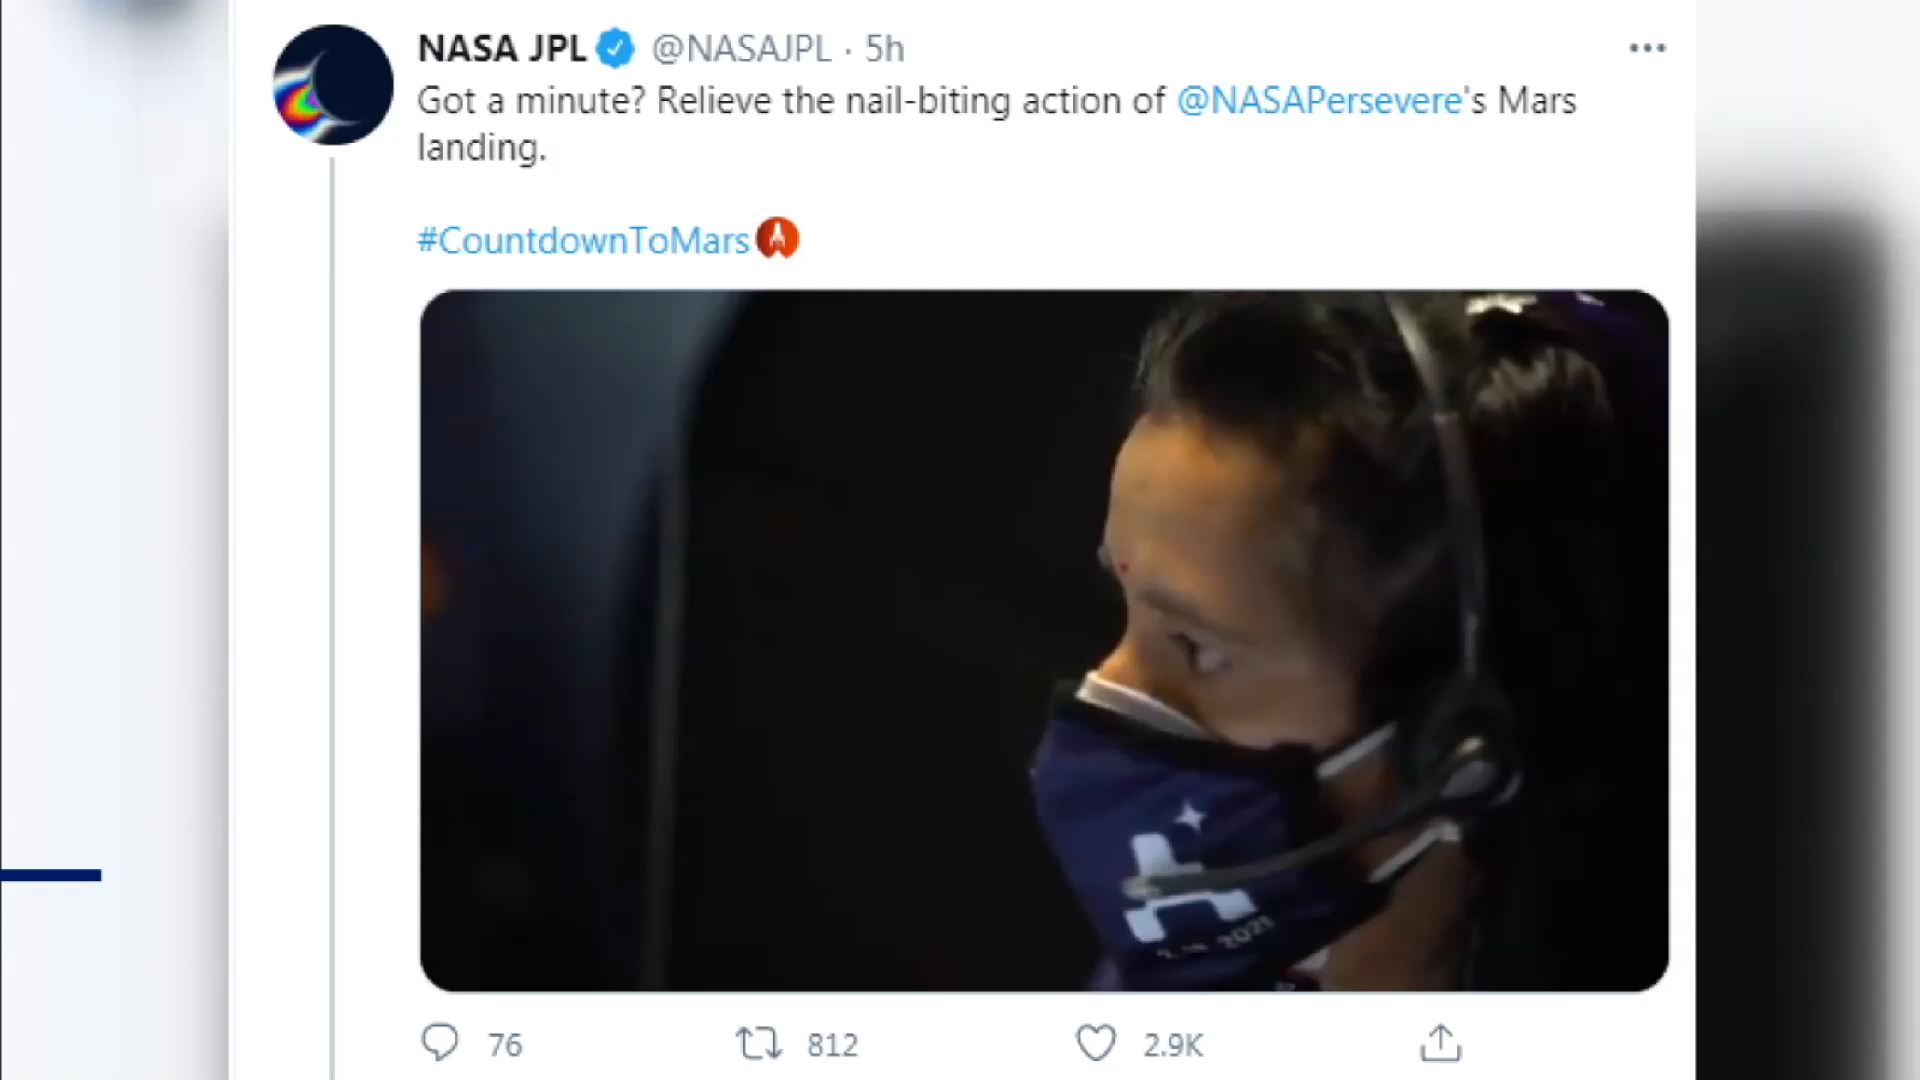 NASA JPL @NASAJPL · 5h
Got a minute? Relieve the nail-biting action of @NASAPersevere's Mars
landing.
#CountdownToMars
2021
76 812 2.9K